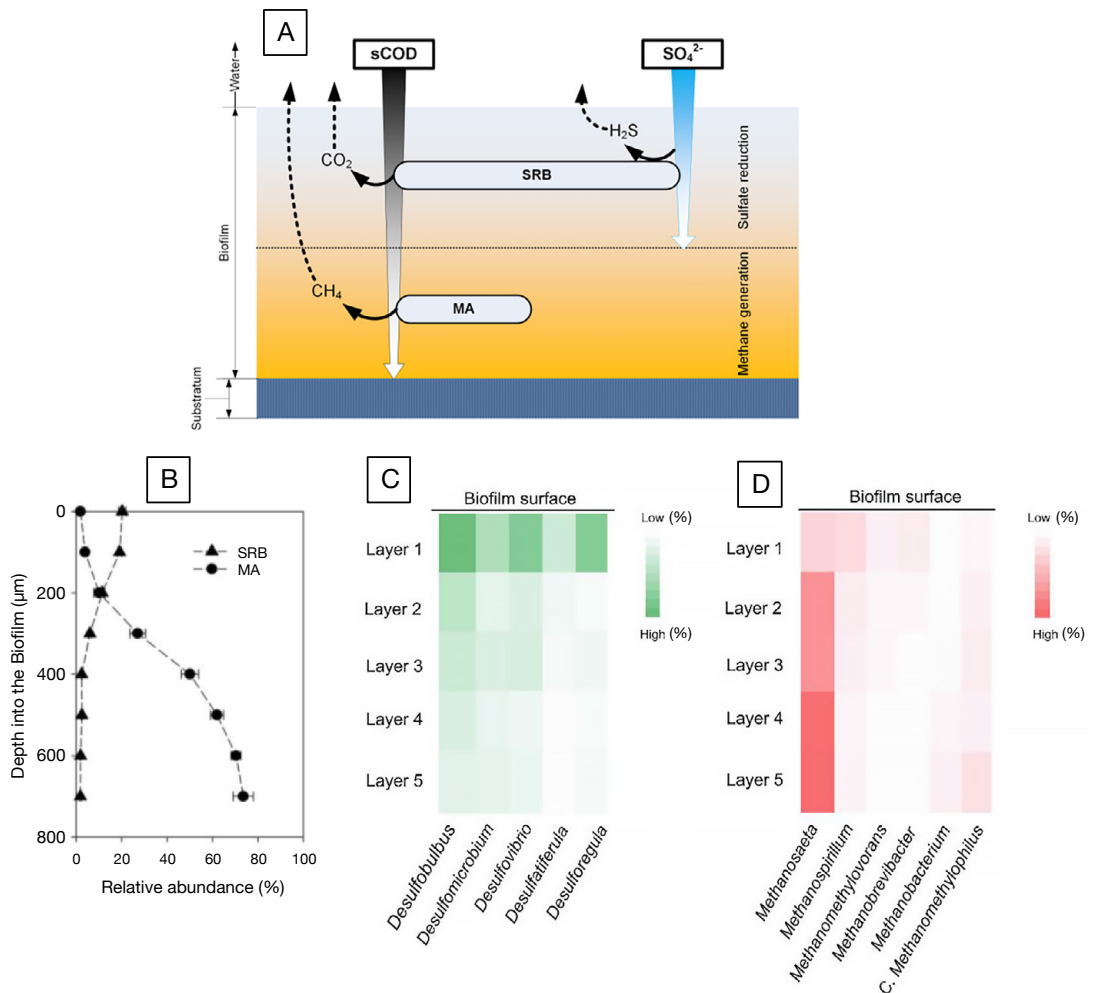 A
sCOD
SO₄²⁻
Water
H₂S
CO₂
SRB
Sulfate reduction
Biofilm
CH₄
MA
Methane generation
Substratum
B
C
D
Biofilm surface
Biofilm surface
0
200
400
600
800
Depth into the Biofilm (μm)
SRB
MA
0
20
40
60
80
100
Relative abundance (%)
Layer 1
Layer 2
Layer 3
Layer 4
Layer 5
Low (%)
High (%)
Desulfobulbus
Desulfomicrobium
Desulfovibrio
Desulfatiferula
Desulforegula
Layer 1
Layer 2
Layer 3
Layer 4
Layer 5
Low (%)
High (%)
Methanosaeta
Methanospirillum
Methanomethylovorans
Methanobrevibacter
Methanobacterium
C. Methanomethylophilus